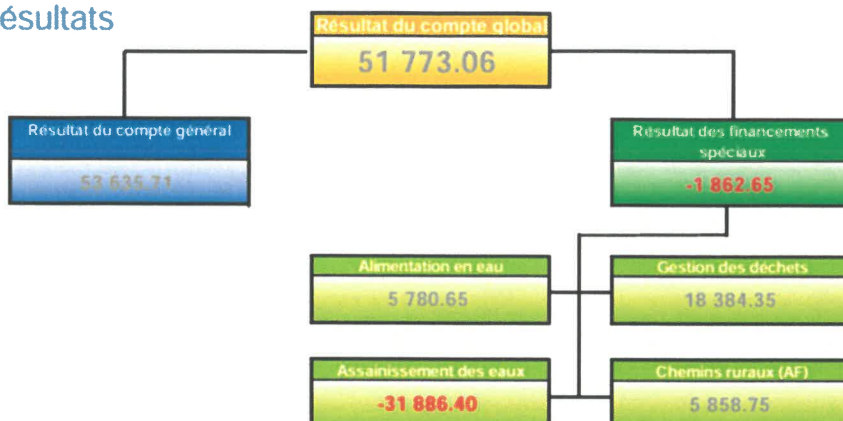 ésultats
Résultat du compte global
51 773.06
Résultat du compte général
53 635.71
Résultat des financements
spéciaux
-1 862.65
Alimentation en eau
5 780.65
Gestion des déchets
18 384.35
Assainissement des eaux
-31 886.40
Chemins ruraux (AF)
5 858.75